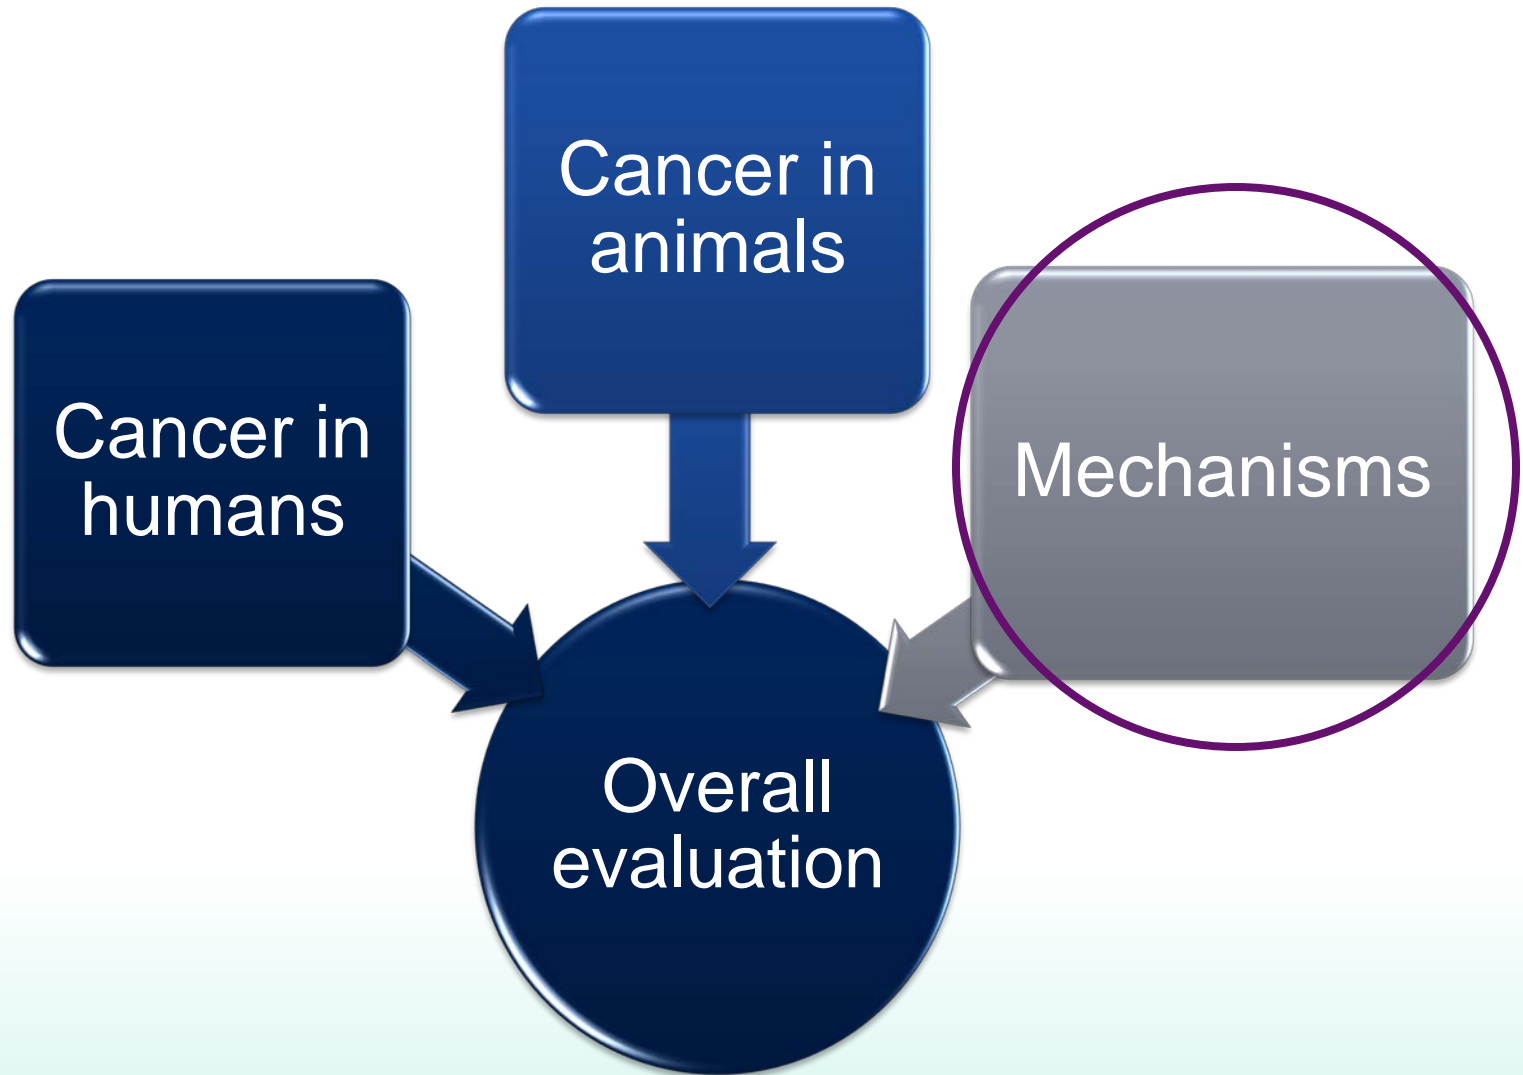 Cancer in
animals
Cancer in
humans
Mechanisms
Overall
evaluation